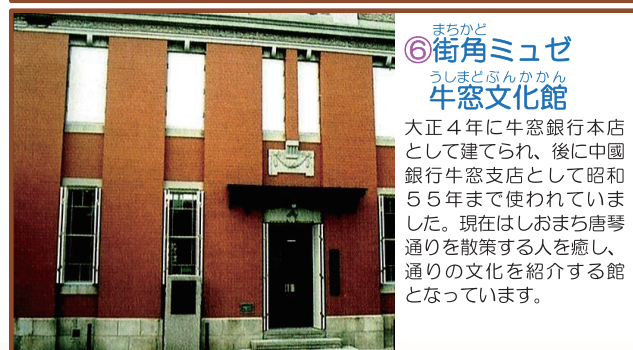 まちかど
⑥街角ミュゼ
うしまどぶんかかん
牛窓文化館
大正４年に牛窓銀行本店
として建てられ、後に中國
銀行牛窓支店として昭和
５５年まで使われていま
した。現在はしおまち唐琴
通りを散策する人を癒し、
通りの文化を紹介する館
となっています。